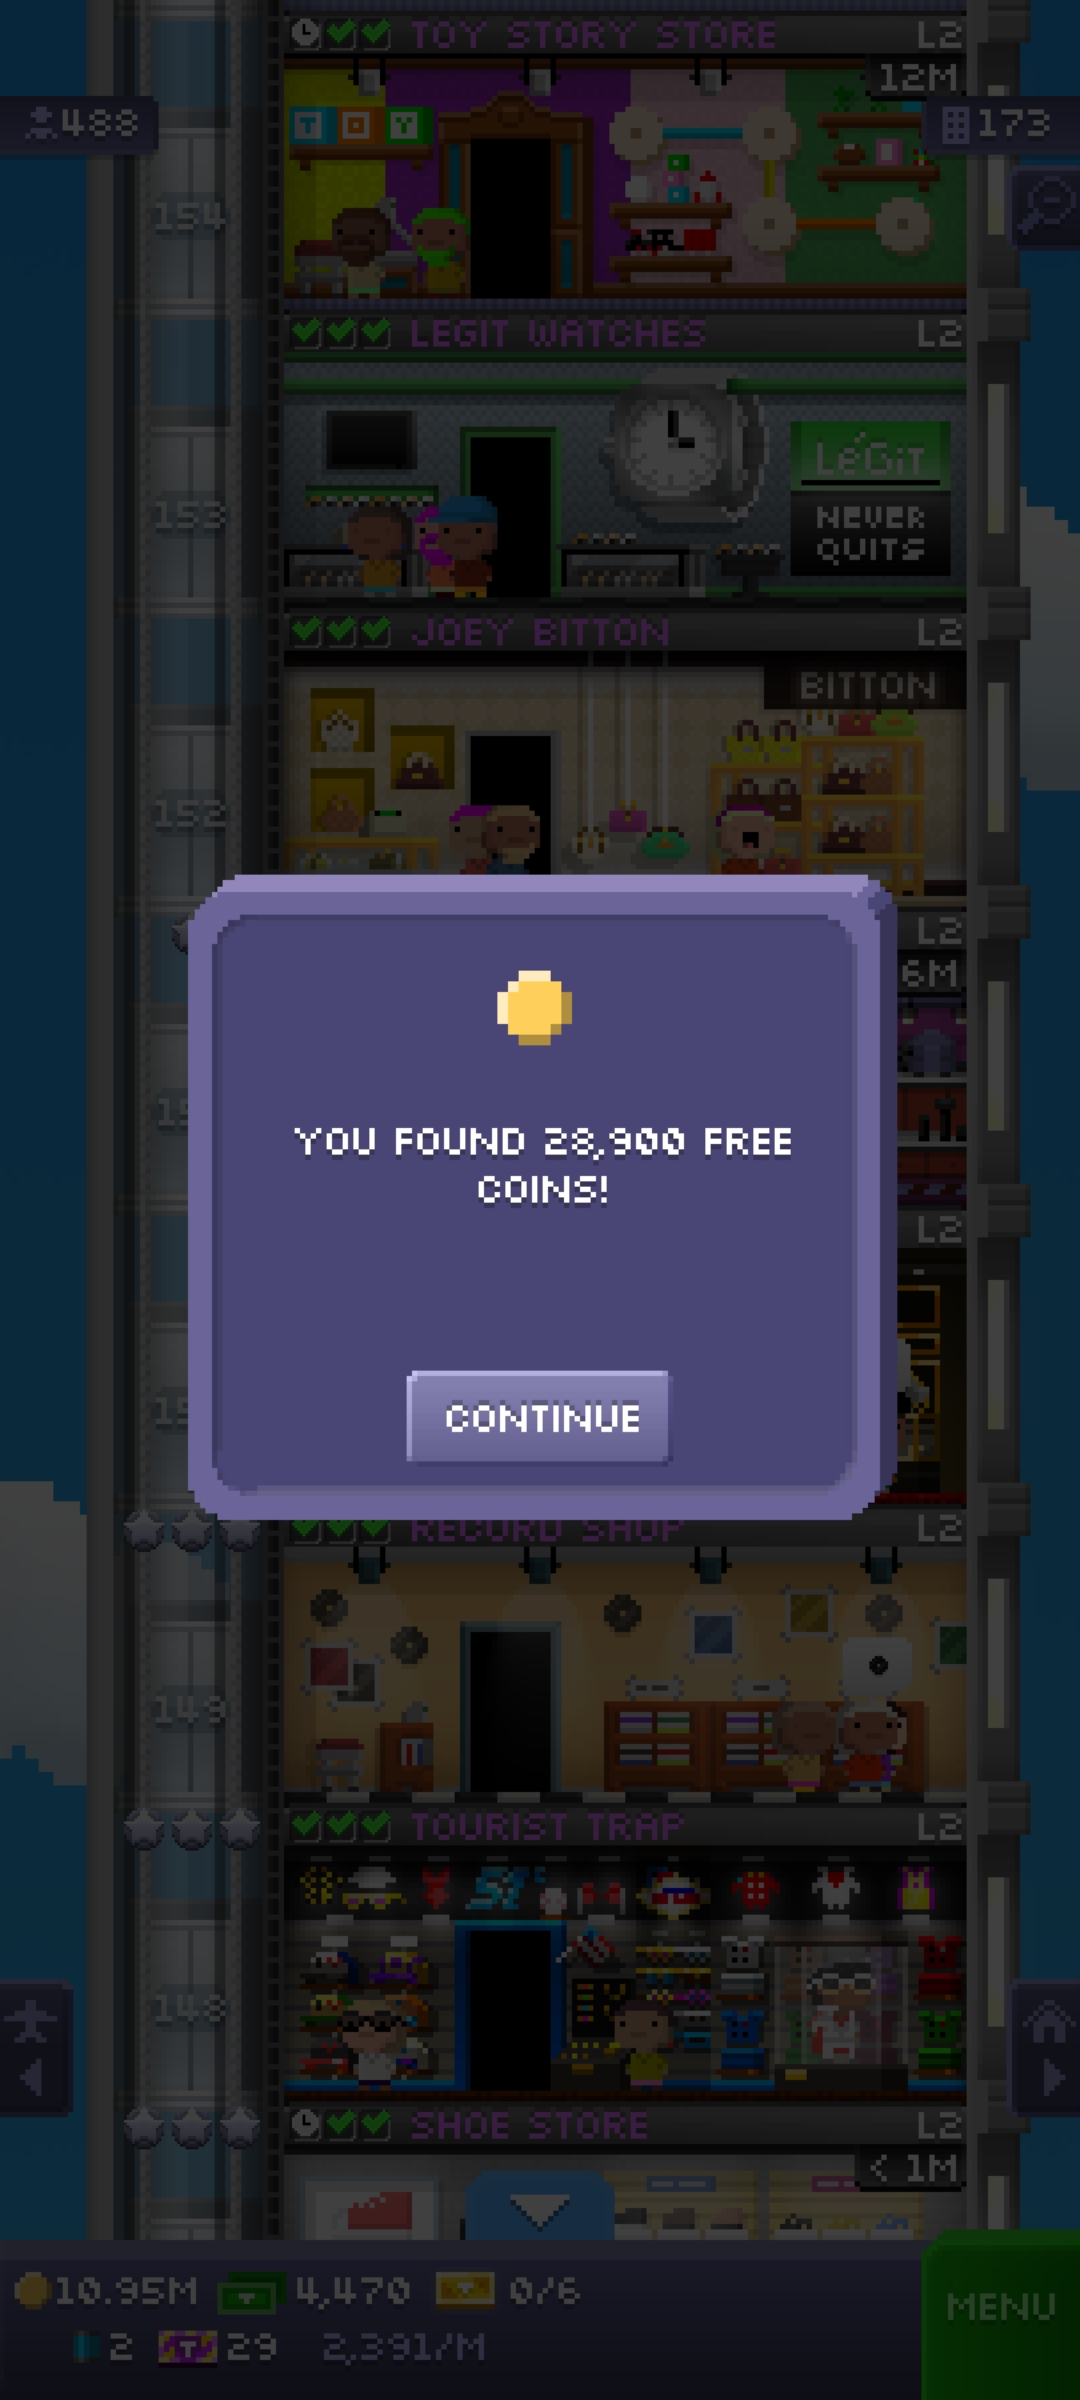 TOY STORY STORE L2
12M
488
173
TOY
154
LEGIT WATCHES L2
LéGiT
NEVER
QUITS
153
JOEY BITTON L2
BITTON
152
L2
6M
YOU FOUND 28,900 FREE
COINS!
L2
CONTINUE
RECORD SHOP L2
149
TOURIST TRAP L2
148
SHOE STORE L2
< 1M
10.95M 4,470 0/6
MENU
2 T 29 2,391/M